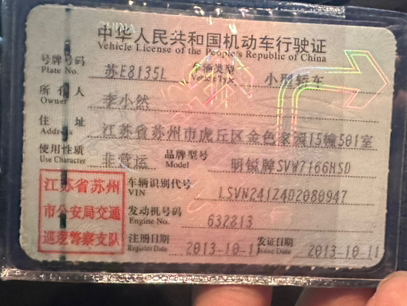 中华人民共和国机动车行驶证
Vehicle License of the People's Republic of China
号牌号码 Plate No. 苏E8135L 车辆类型 Vehicle Type 小型轿车
所有人 Owner 李小然
住址 Address 江苏省苏州市虎丘区金色家园15幢501室
使用性质 Use Character 非营运 品牌型号 Model 明锐牌SVW7166HSD
车辆识别代号 VIN
发动机号码 Engine No. 632813
注册日期 Register Date 2013-10-11 发证日期 Issue Date 2013-10-11
江苏省苏州
市公安局交通
巡逻警察支队